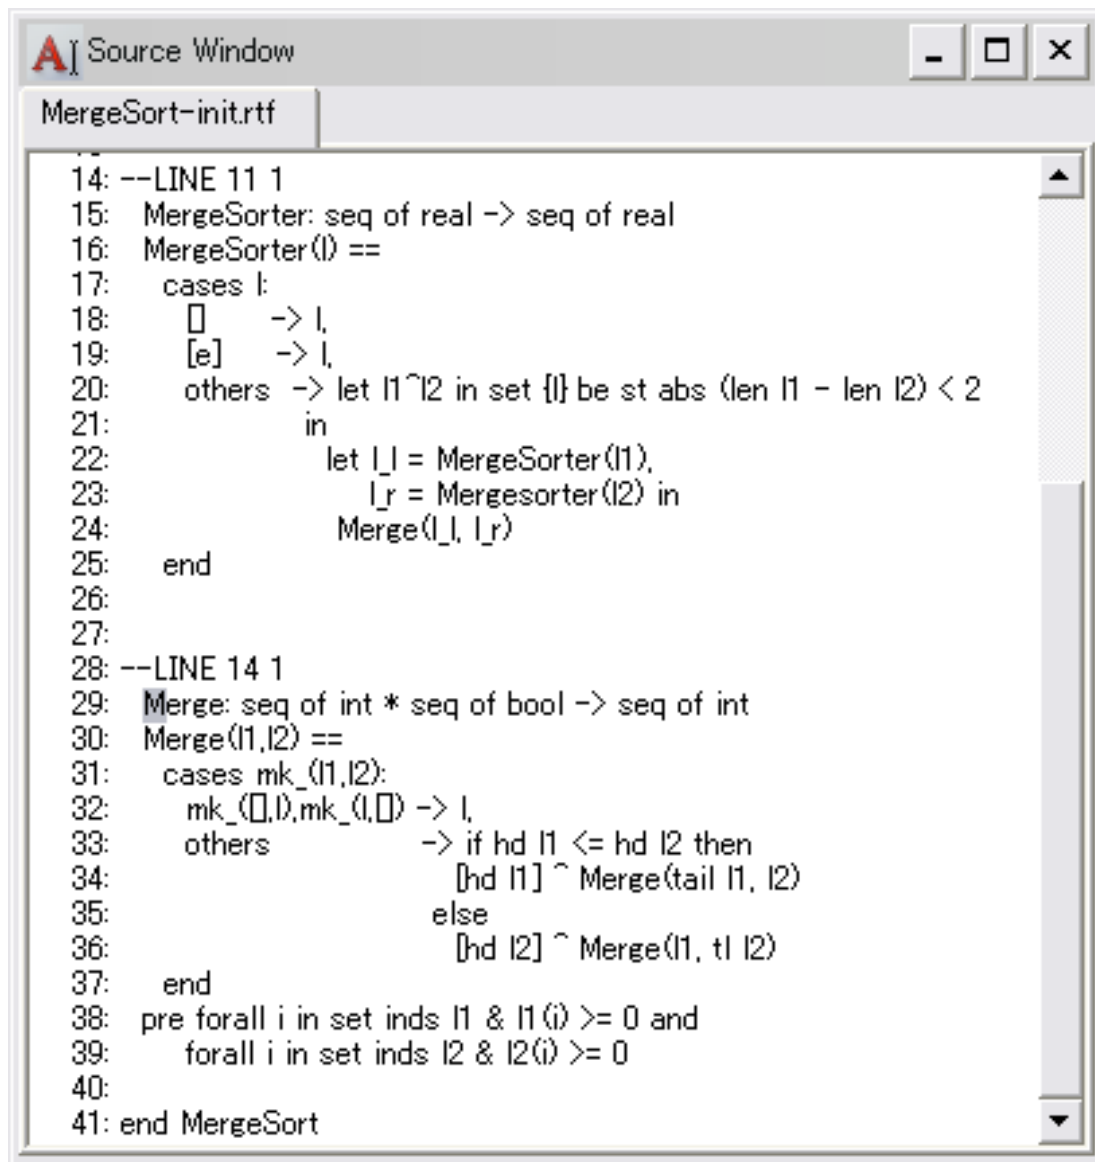 Source Window
MergeSort-init.rtf
14: --LINE 11 1
15:   MergeSorter: seq of real -> seq of real
16:   MergeSorter(l) ==
17:     cases l:
18:       []      -> l,
19:       [e]     -> l,
20:       others  -> let l1^l2 in set {l} be st abs (len l1 - len l2) < 2
21:                  in
22:                    let l_l = MergeSorter(l1),
23:                        l_r = Mergesorter(l2) in
24:                     Merge(l_l, l_r)
25:     end
26:
27:
28: --LINE 14 1
29:   Merge: seq of int * seq of bool -> seq of int
30:   Merge(l1,l2) ==
31:     cases mk_(l1,l2):
32:       mk_([],l),mk_(l,[]) -> l,
33:       others              -> if hd l1 <= hd l2 then
34:                                [hd l1] ^ Merge(tail l1, l2)
35:                              else
36:                                [hd l2] ^ Merge(l1, tl l2)
37:     end
38:   pre forall i in set inds l1 & l1(i) >= 0 and
39:       forall i in set inds l2 & l2(i) >= 0
40:
41: end MergeSort